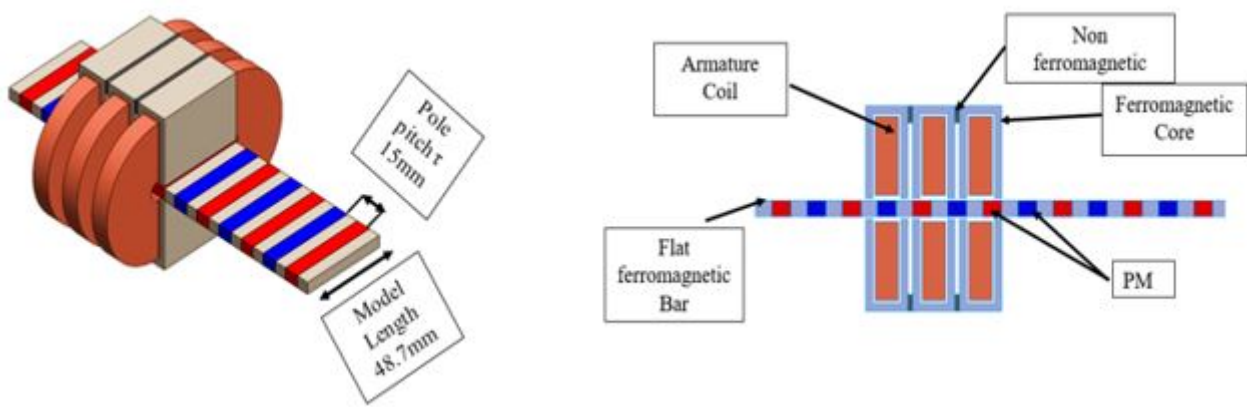 Pole
pitch τ
15mm
Model
Length
48.7mm
Armature
Coil
Non
ferromagnetic
Ferromagnetic
Core
Flat
ferromagnetic
Bar
PM